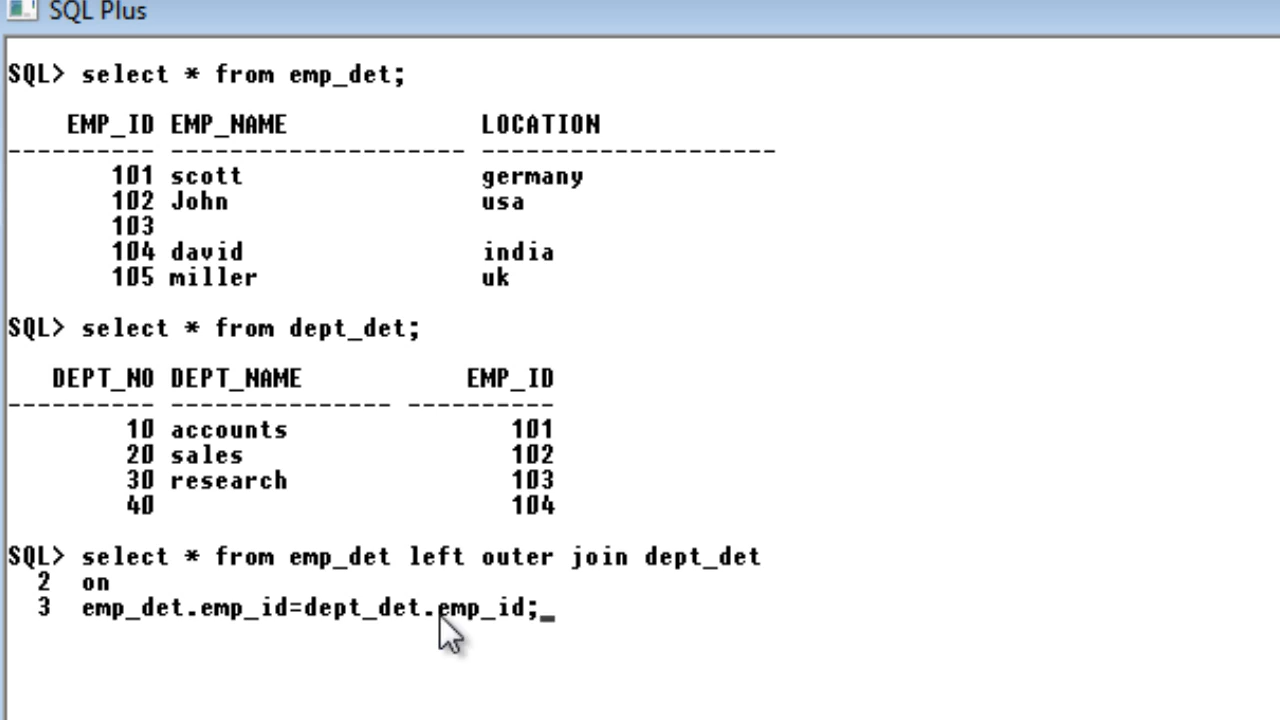 SQL Plus
SQL> select * from emp_det;
EMP_ID EMP_NAME LOCATION
---------- -------------------- --------------------
101 scott germany
102 John usa
103
104 david india
105 miller uk
SQL> select * from dept_det;
DEPT_NO DEPT_NAME EMP_ID
---------- --------------- ----------
10 accounts 101
20 sales 102
30 research 103
40 104
SQL> select * from emp_det left outer join dept_det
2 on
3 emp_det.emp_id=dept_det.emp_id;_